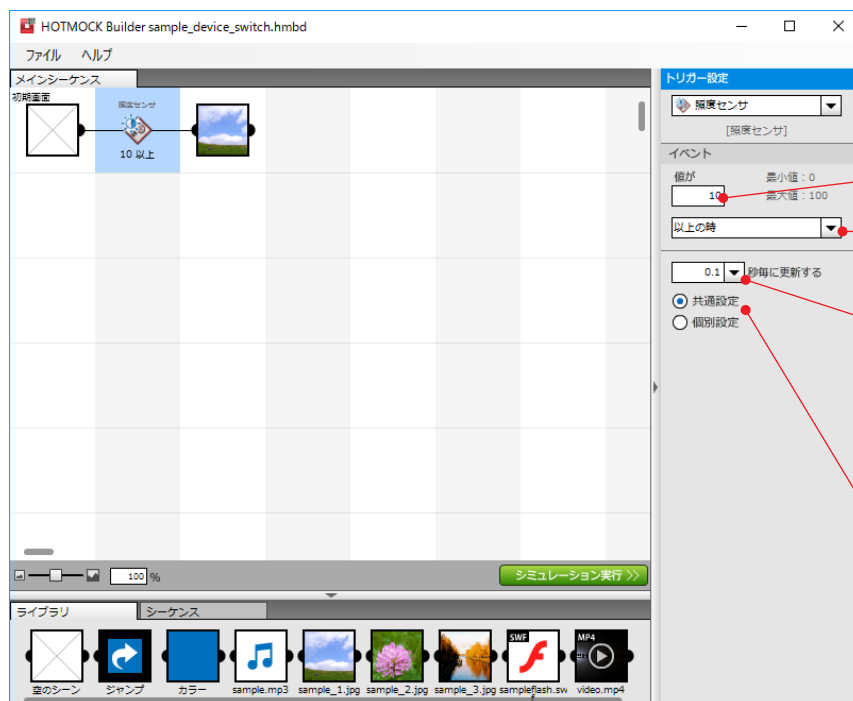 HOTMOCK Builder sample_device_switch.hmbd
ファイル ヘルプ
メインシーケンス
初期画面
照度センサ
10 以上
トリガー設定
照度センサ
[照度センサ]
イベント
値が
最小値：0
10
最大値：100
以上の時
0.1 秒毎に更新する
共通設定
個別設定
100 %
シミュレーション実行 >>
ライブラリ シーケンス
SWF
MP4
空のシーン
ジャンプ
カラー
sample.mp3
sample_1.jpg
sample_2.jpg
sample_3.jpg
sampleflash.sw
f
video.mp4